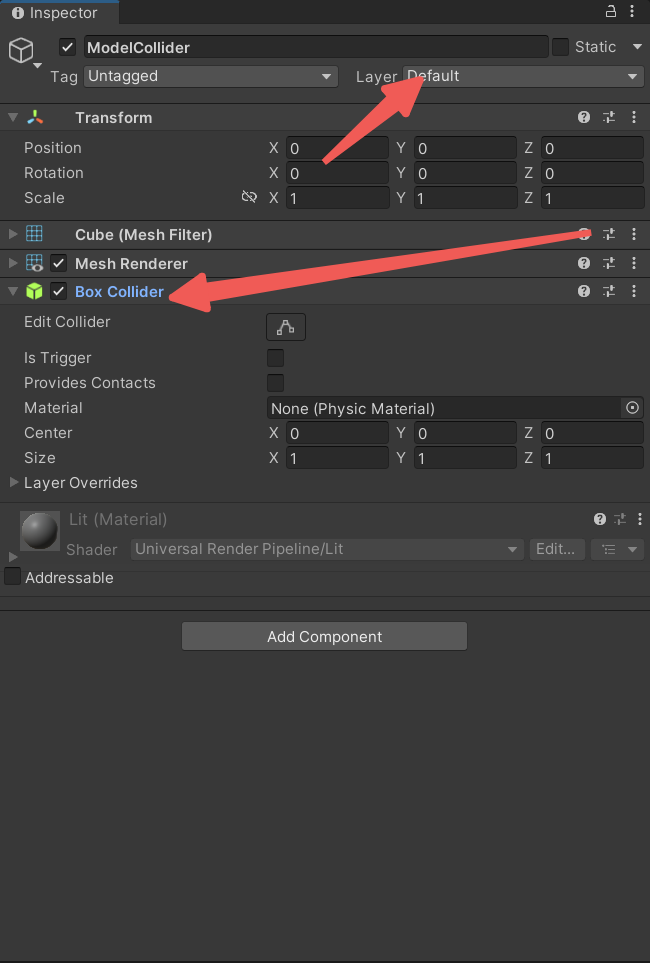 Inspector
ModelCollider Static
Tag Untagged Layer Default
Transform
Position X 0 Y 0 Z 0
Rotation X 0 Y 0 Z 0
Scale X 1 Y 1 Z 1
Cube (Mesh Filter)
Mesh Renderer
Box Collider
Edit Collider
Is Trigger
Provides Contacts
Material None (Physic Material)
Center X 0 Y 0 Z 0
Size X 1 Y 1 Z 1
Layer Overrides
Lit (Material)
Shader Universal Render Pipeline/Lit Edit...
Addressable
Add Component